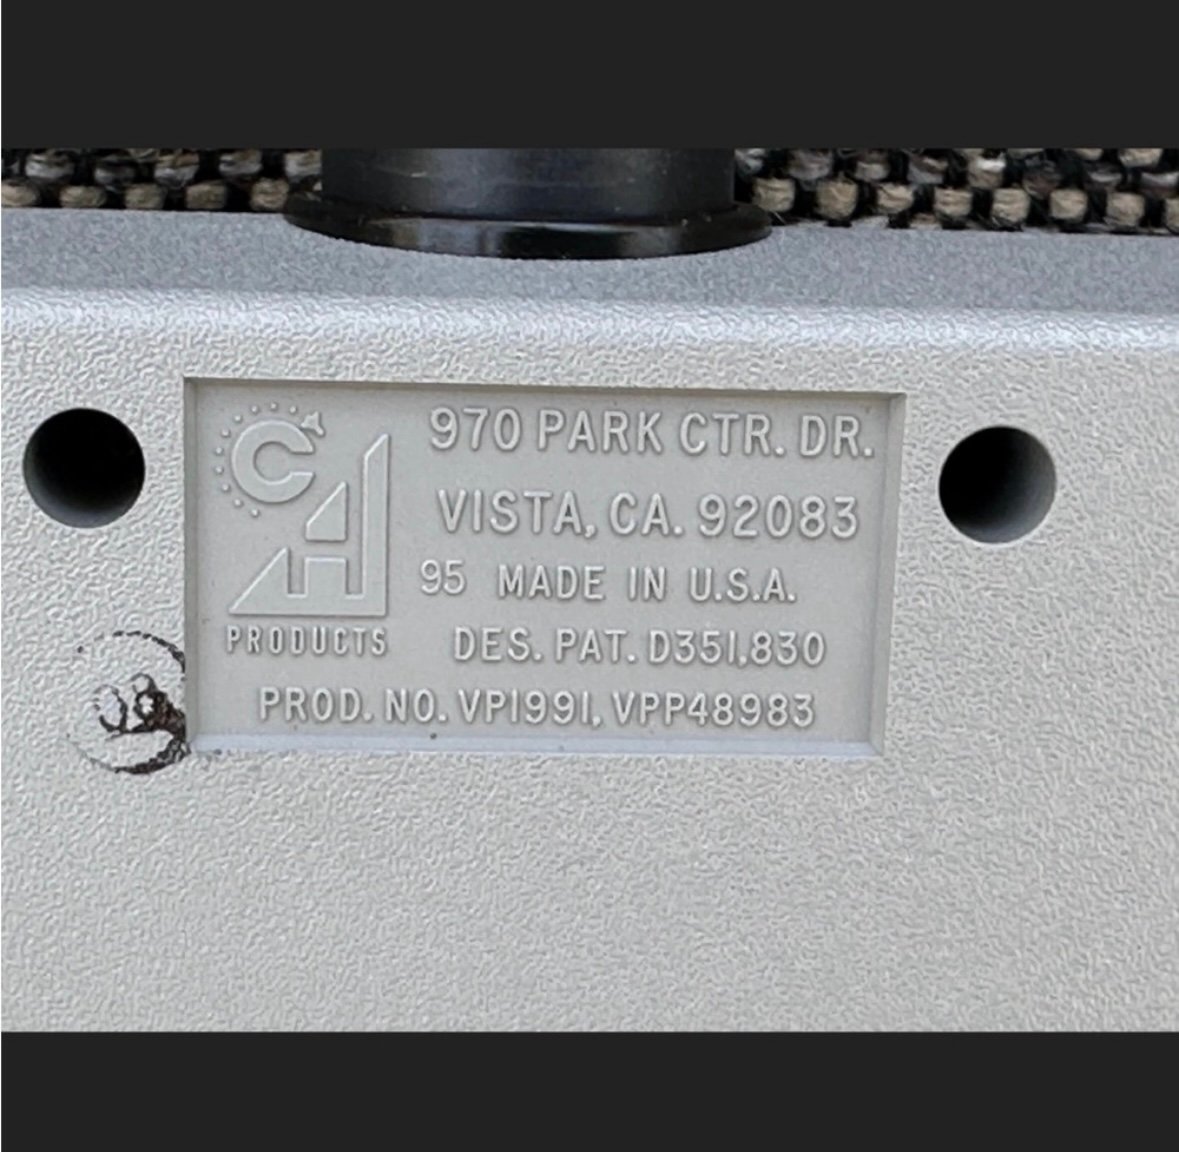 CH
970 PARK CTR. DR.
VISTA, CA. 92083
95 MADE IN U.S.A.
PRODUCTS
DES. PAT. D351,830
PROD. NO. VP1991, VPP48983